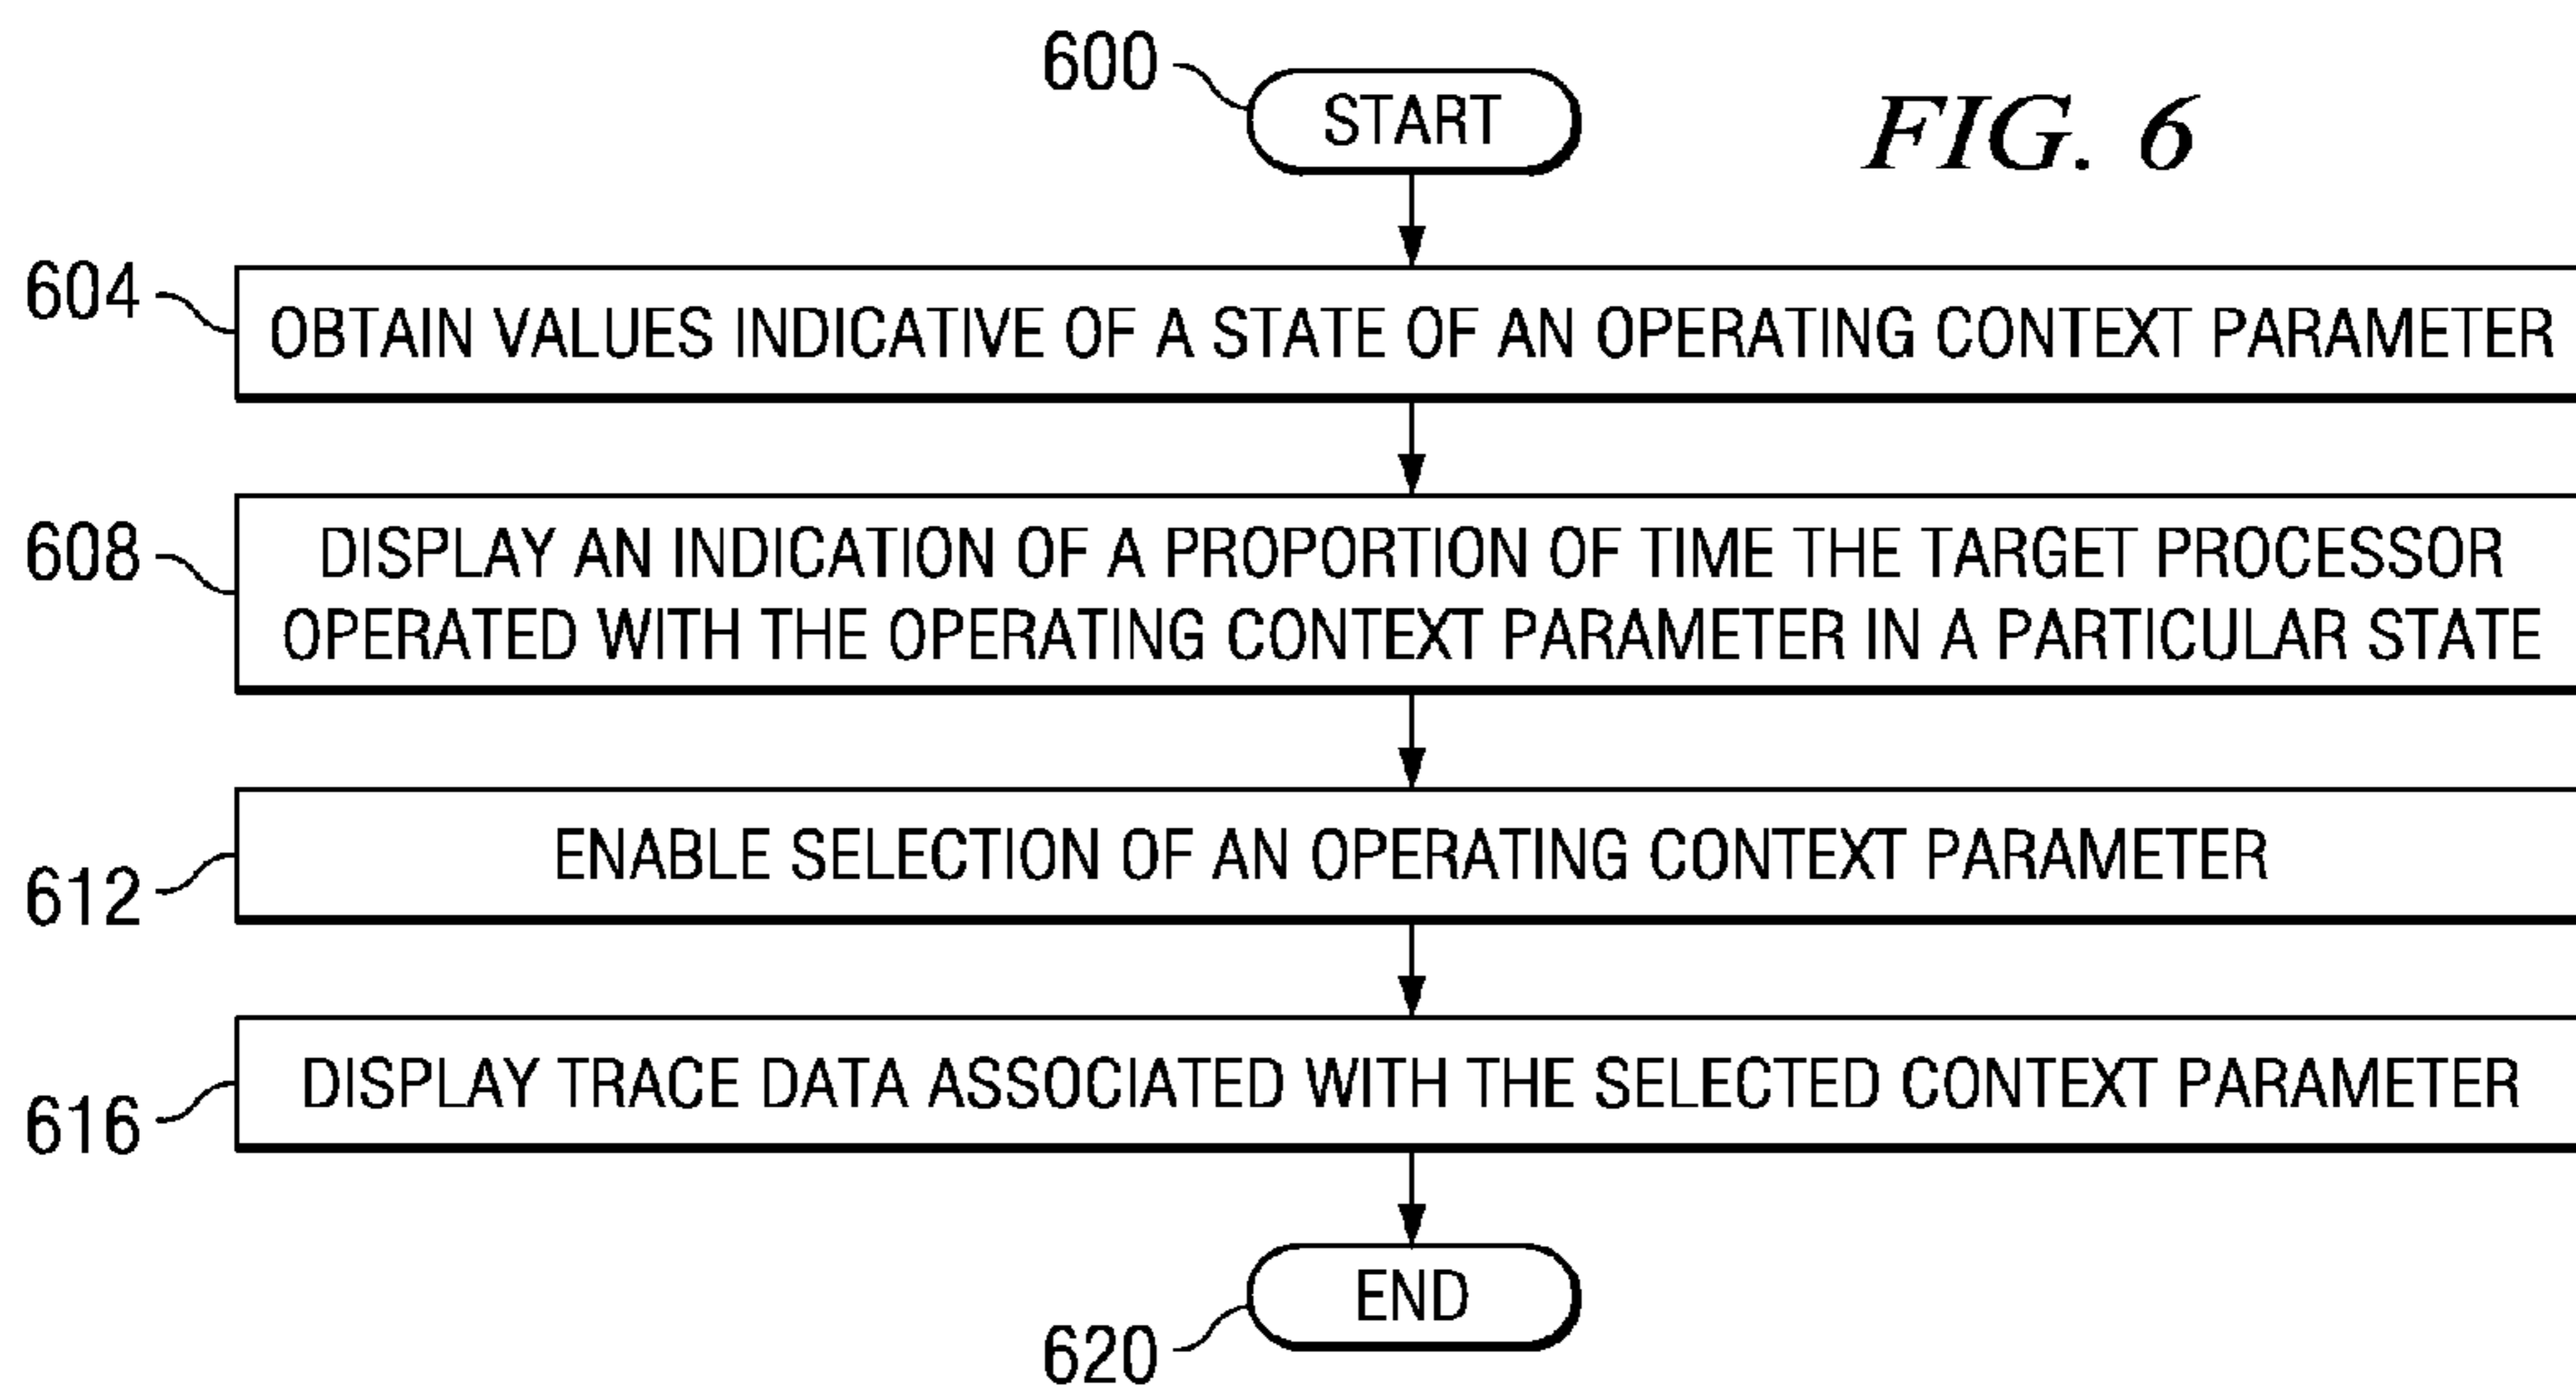 600
START
FIG. 6
604
OBTAIN VALUES INDICATIVE OF A STATE OF AN OPERATING CONTEXT PARAMETER
608
DISPLAY AN INDICATION OF A PROPORTION OF TIME THE TARGET PROCESSOR
OPERATED WITH THE OPERATING CONTEXT PARAMETER IN A PARTICULAR STATE
612
ENABLE SELECTION OF AN OPERATING CONTEXT PARAMETER
616
DISPLAY TRACE DATA ASSOCIATED WITH THE SELECTED CONTEXT PARAMETER
END
620